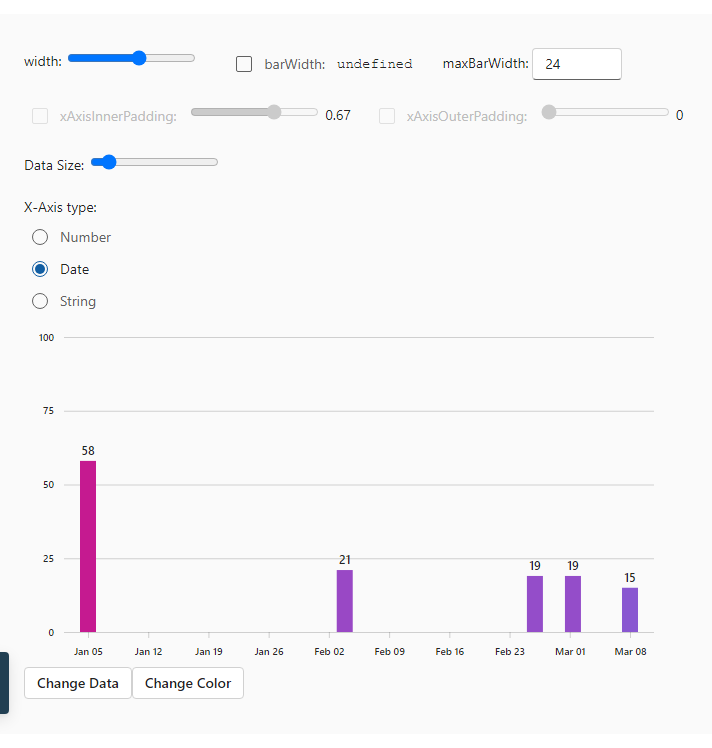 width: barWidth: undefined maxBarWidth: 24
xAxisInnerPadding: 0.67 xAxisOuterPadding: 0
Data Size:
X-Axis type:
Number
Date
String
100
75
58
50
25
21
19
19
15
0
Jan 05 Jan 12 Jan 19 Jan 26 Feb 02 Feb 09 Feb 16 Feb 23 Mar 01 Mar 08
Change Data Change Color